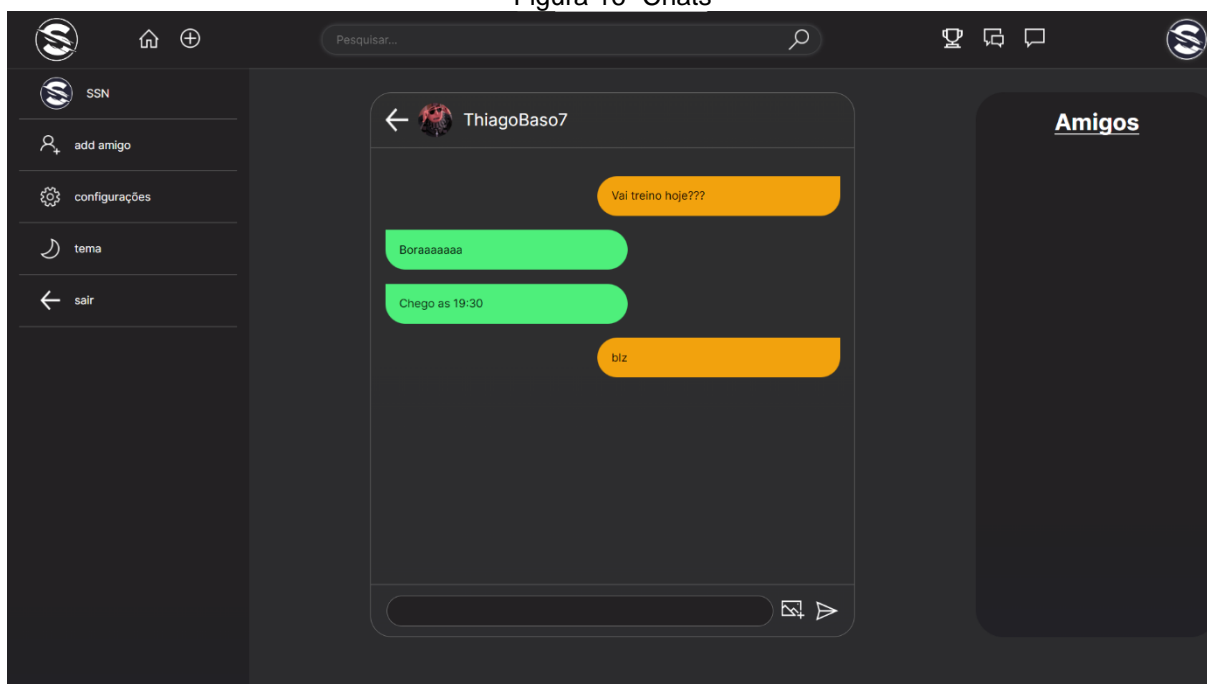 Figura 16- Chats
Pesquisar...
SSN
add amigo
configurações
tema
sair
ThiagoBaso7
Vai treino hoje???
Boraaaaaaa
Chego as 19:30
blz
Amigos